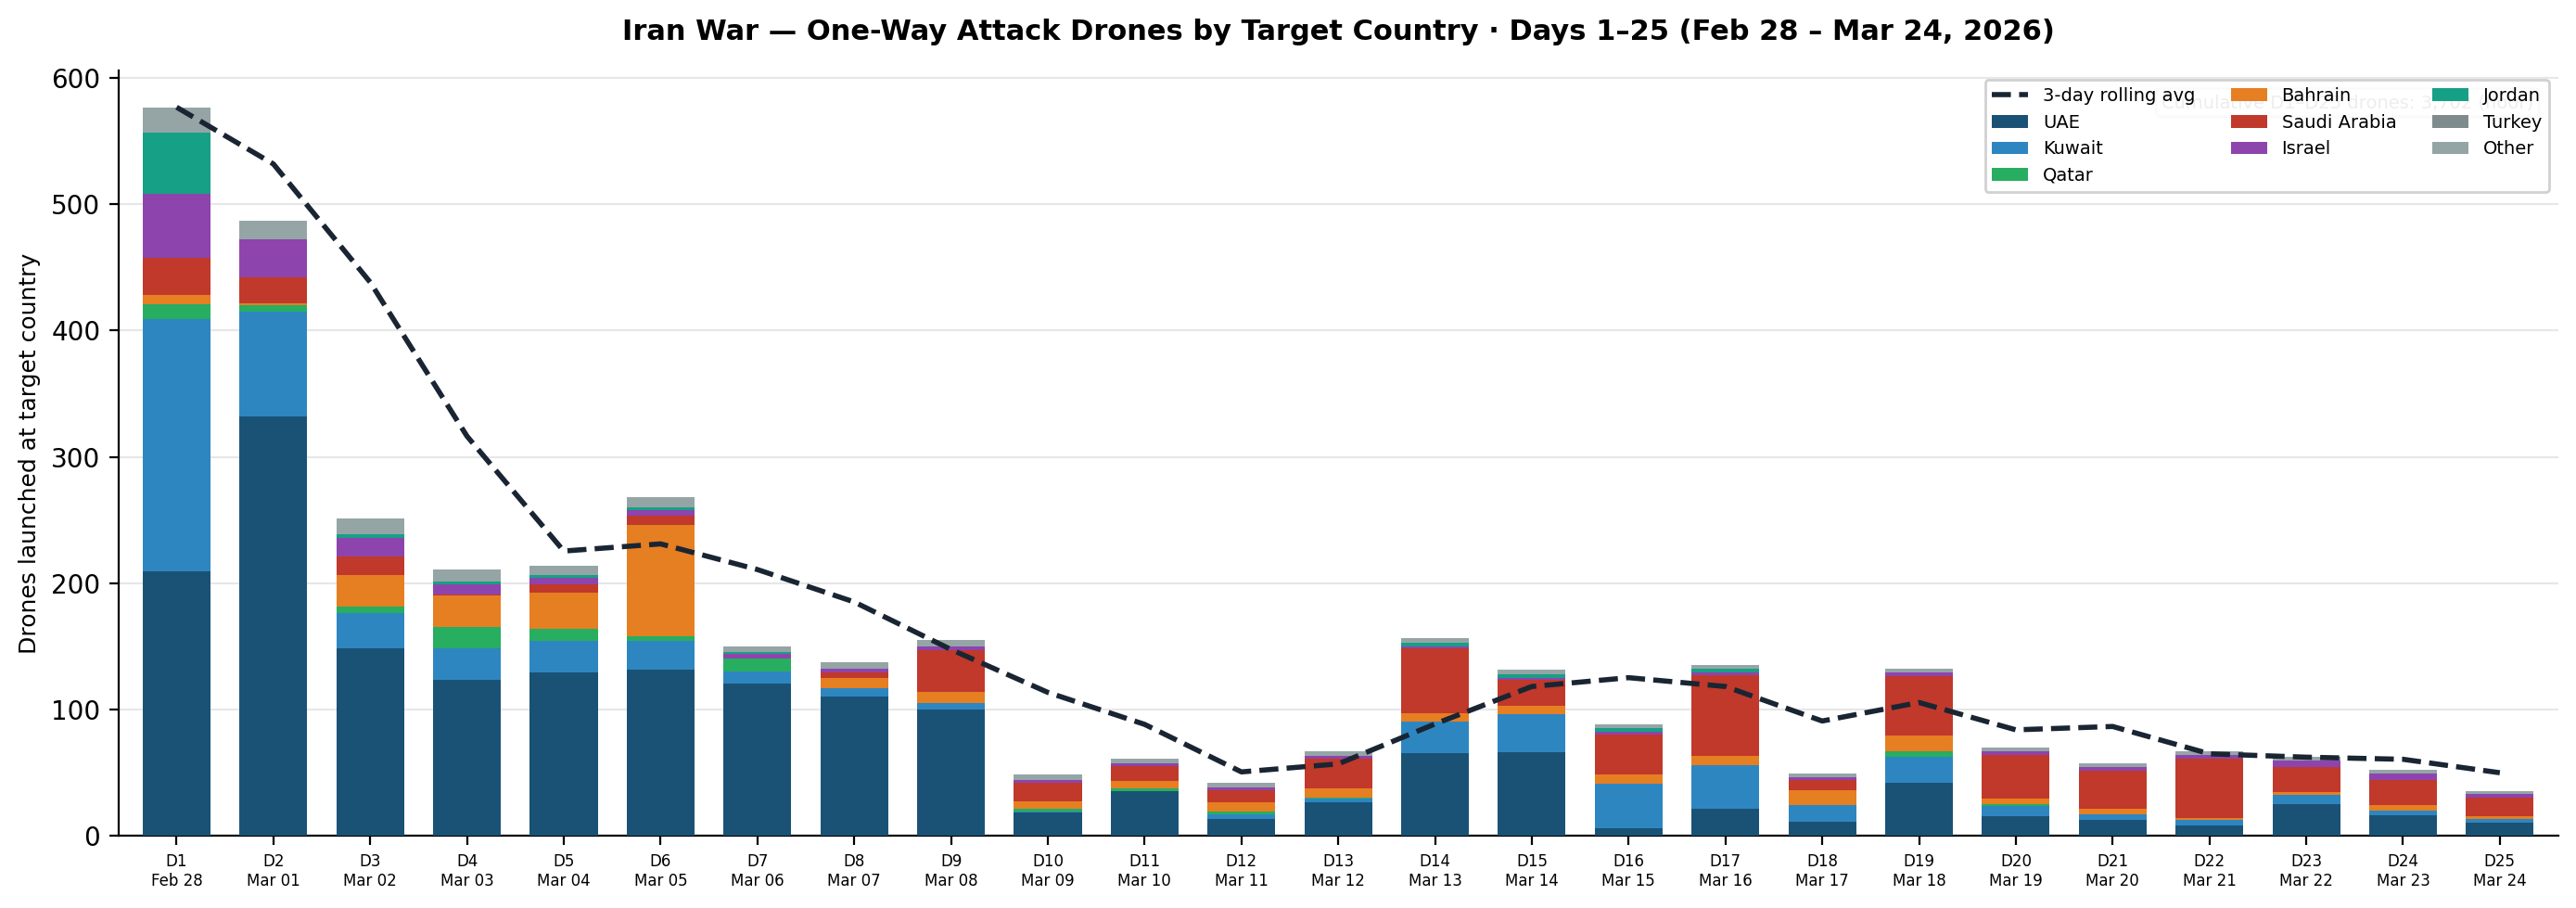 Iran War — One-Way Attack Drones by Target Country · Days 1–25 (Feb 28 – Mar 24, 2026)
Drones launched at target country
600
500
400
300
200
100
0
3-day rolling avg
UAE
Kuwait
Qatar
Bahrain
Saudi Arabia
Israel
Jordan
Turkey
Other
D1
Feb 28
D2
Mar 01
D3
Mar 02
D4
Mar 03
D5
Mar 04
D6
Mar 05
D7
Mar 06
D8
Mar 07
D9
Mar 08
D10
Mar 09
D11
Mar 10
D12
Mar 11
D13
Mar 12
D14
Mar 13
D15
Mar 14
D16
Mar 15
D17
Mar 16
D18
Mar 17
D19
Mar 18
D20
Mar 19
D21
Mar 20
D22
Mar 21
D23
Mar 22
D24
Mar 23
D25
Mar 24